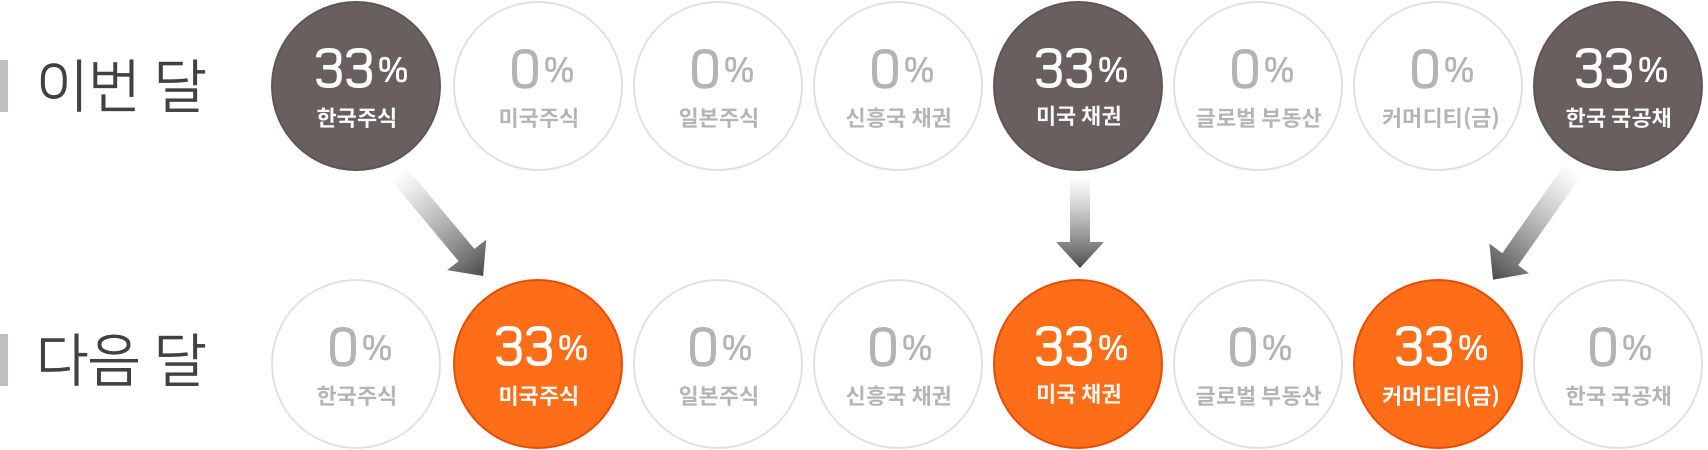 이번 달
33%
한국주식
0%
미국주식
0%
일본주식
0%
신흥국 채권
33%
미국 채권
0%
글로벌 부동산
0%
커머디티(금)
33%
한국 국공채
다음 달
0%
한국주식
33%
미국주식
0%
일본주식
0%
신흥국 채권
33%
미국 채권
0%
글로벌 부동산
33%
커머디티(금)
0%
한국 국공채